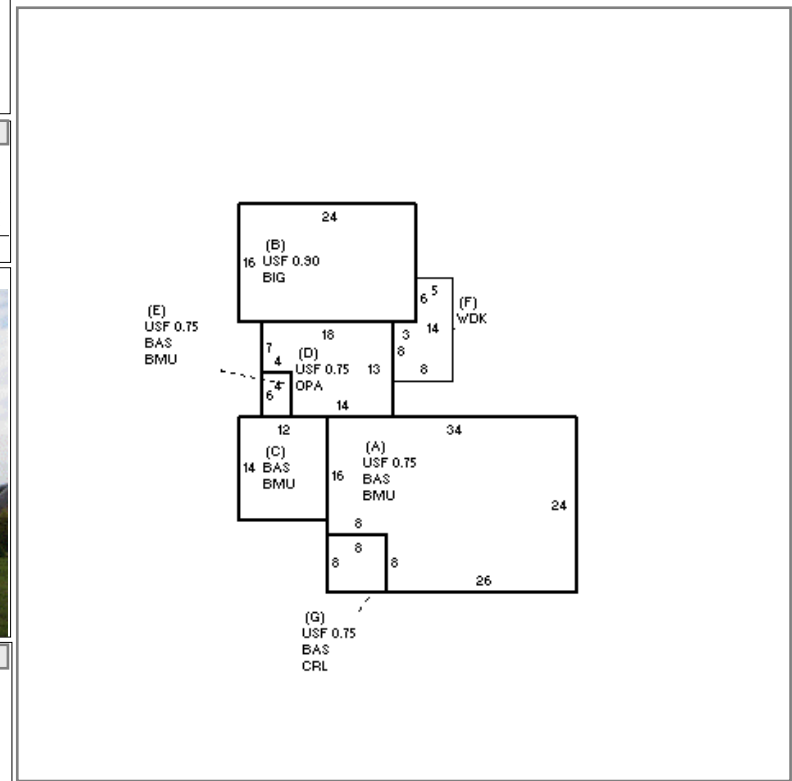 24
(B)
16 USF 0.90
BIG
5
6
(F)
WDK
14
3
8
8
(E)
USF 0.75
BAS
BMU
18
7
4
(D)
USF 0.75
OPA
13
4
6
14
12
(C)
14 BAS
BMU
34
(A)
USF 0.75
BAS
BMU
16
24
8
8
8
8
26
(G)
USF 0.75
BAS
CRL